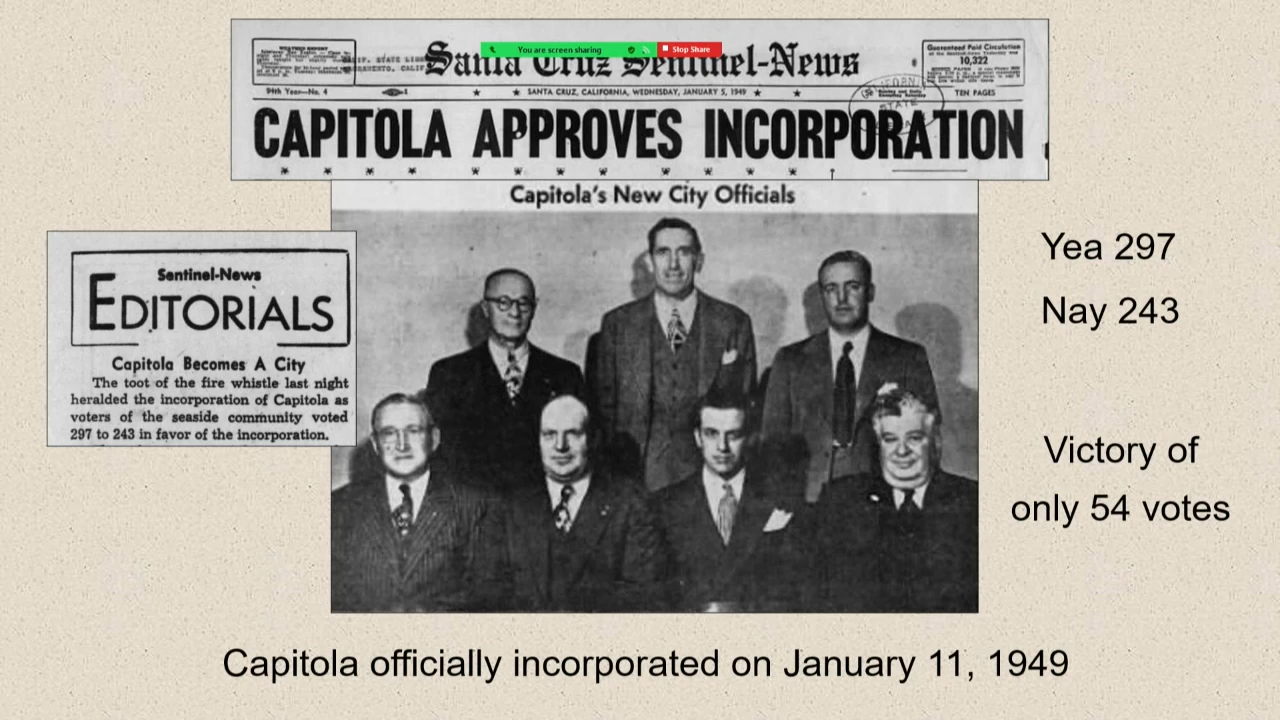 You are screen sharing
Stop Share
WEATHER REPORT
Santa Cruz Sentinel-News
Guaranteed Paid Circulation
10,322
94th Year—No. 4
SANTA CRUZ, CALIFORNIA, WEDNESDAY, JANUARY 5, 1949
TEN PAGES
STATE
CAPITOLA APPROVES INCORPORATION
Capitola's New City Officials
Sentinel-News
EDITORIALS
Capitola Becomes A City
The toot of the fire whistle last night
heralded the incorporation of Capitola as
voters of the seaside community voted
297 to 243 in favor of the incorporation.
Yea 297
Nay 243
Victory of
only 54 votes
Capitola officially incorporated on January 11, 1949